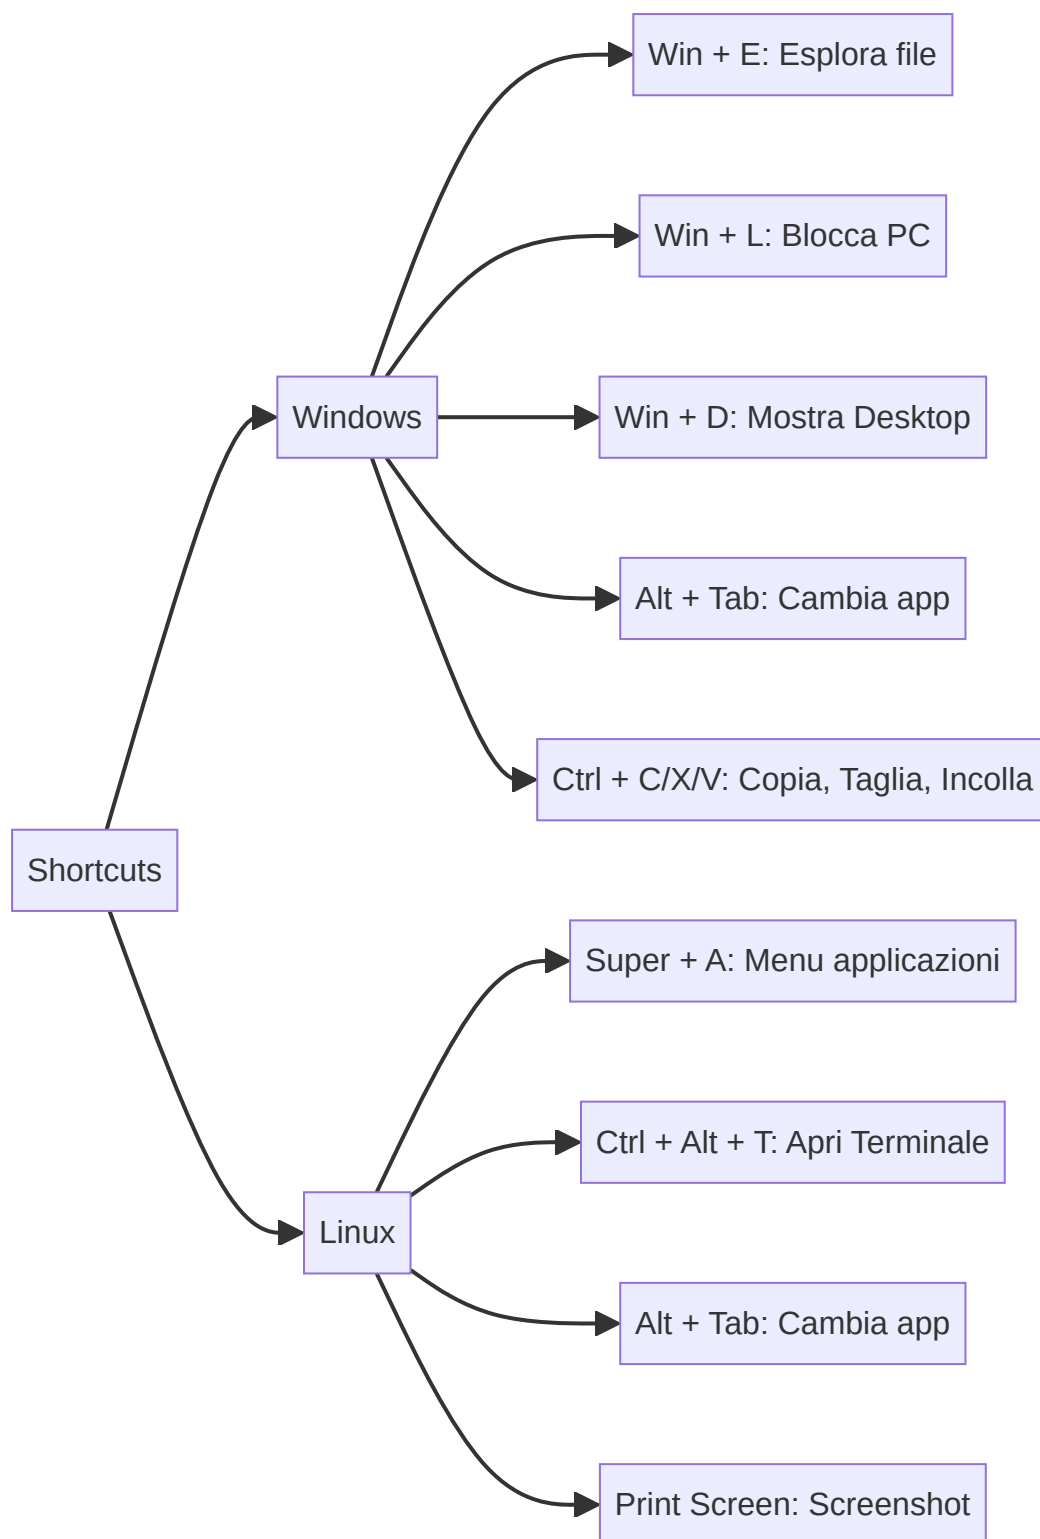 Shortcuts
Windows
Win + E: Esplora file
Win + L: Blocca PC
Win + D: Mostra Desktop
Alt + Tab: Cambia app
Ctrl + C/X/V: Copia, Taglia, Incolla
Linux
Super + A: Menu applicazioni
Ctrl + Alt + T: Apri Terminale
Alt + Tab: Cambia app
Print Screen: Screenshot